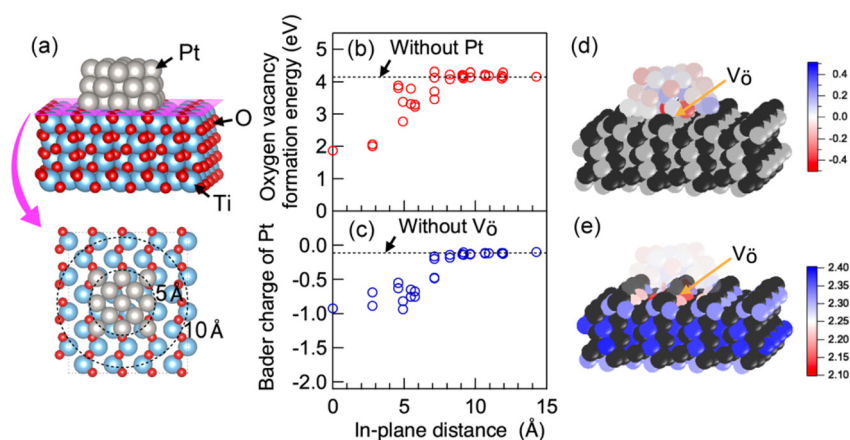 (a)
Pt
O
Ti
5Å
10Å
Oxygen vacancy
formation energy (eV)
5
4
3
2
1
0
(b)
Without Pt
Bader charge of Pt
0.0
-0.5
-1.0
-1.5
-2.0
(c)
Without Vö
0
5
10
15
In-plane distance (Å)
(d)
Vö
0.4
0.2
0.0
-0.2
-0.4
(e)
Vö
2.40
2.35
2.30
2.25
2.20
2.15
2.10